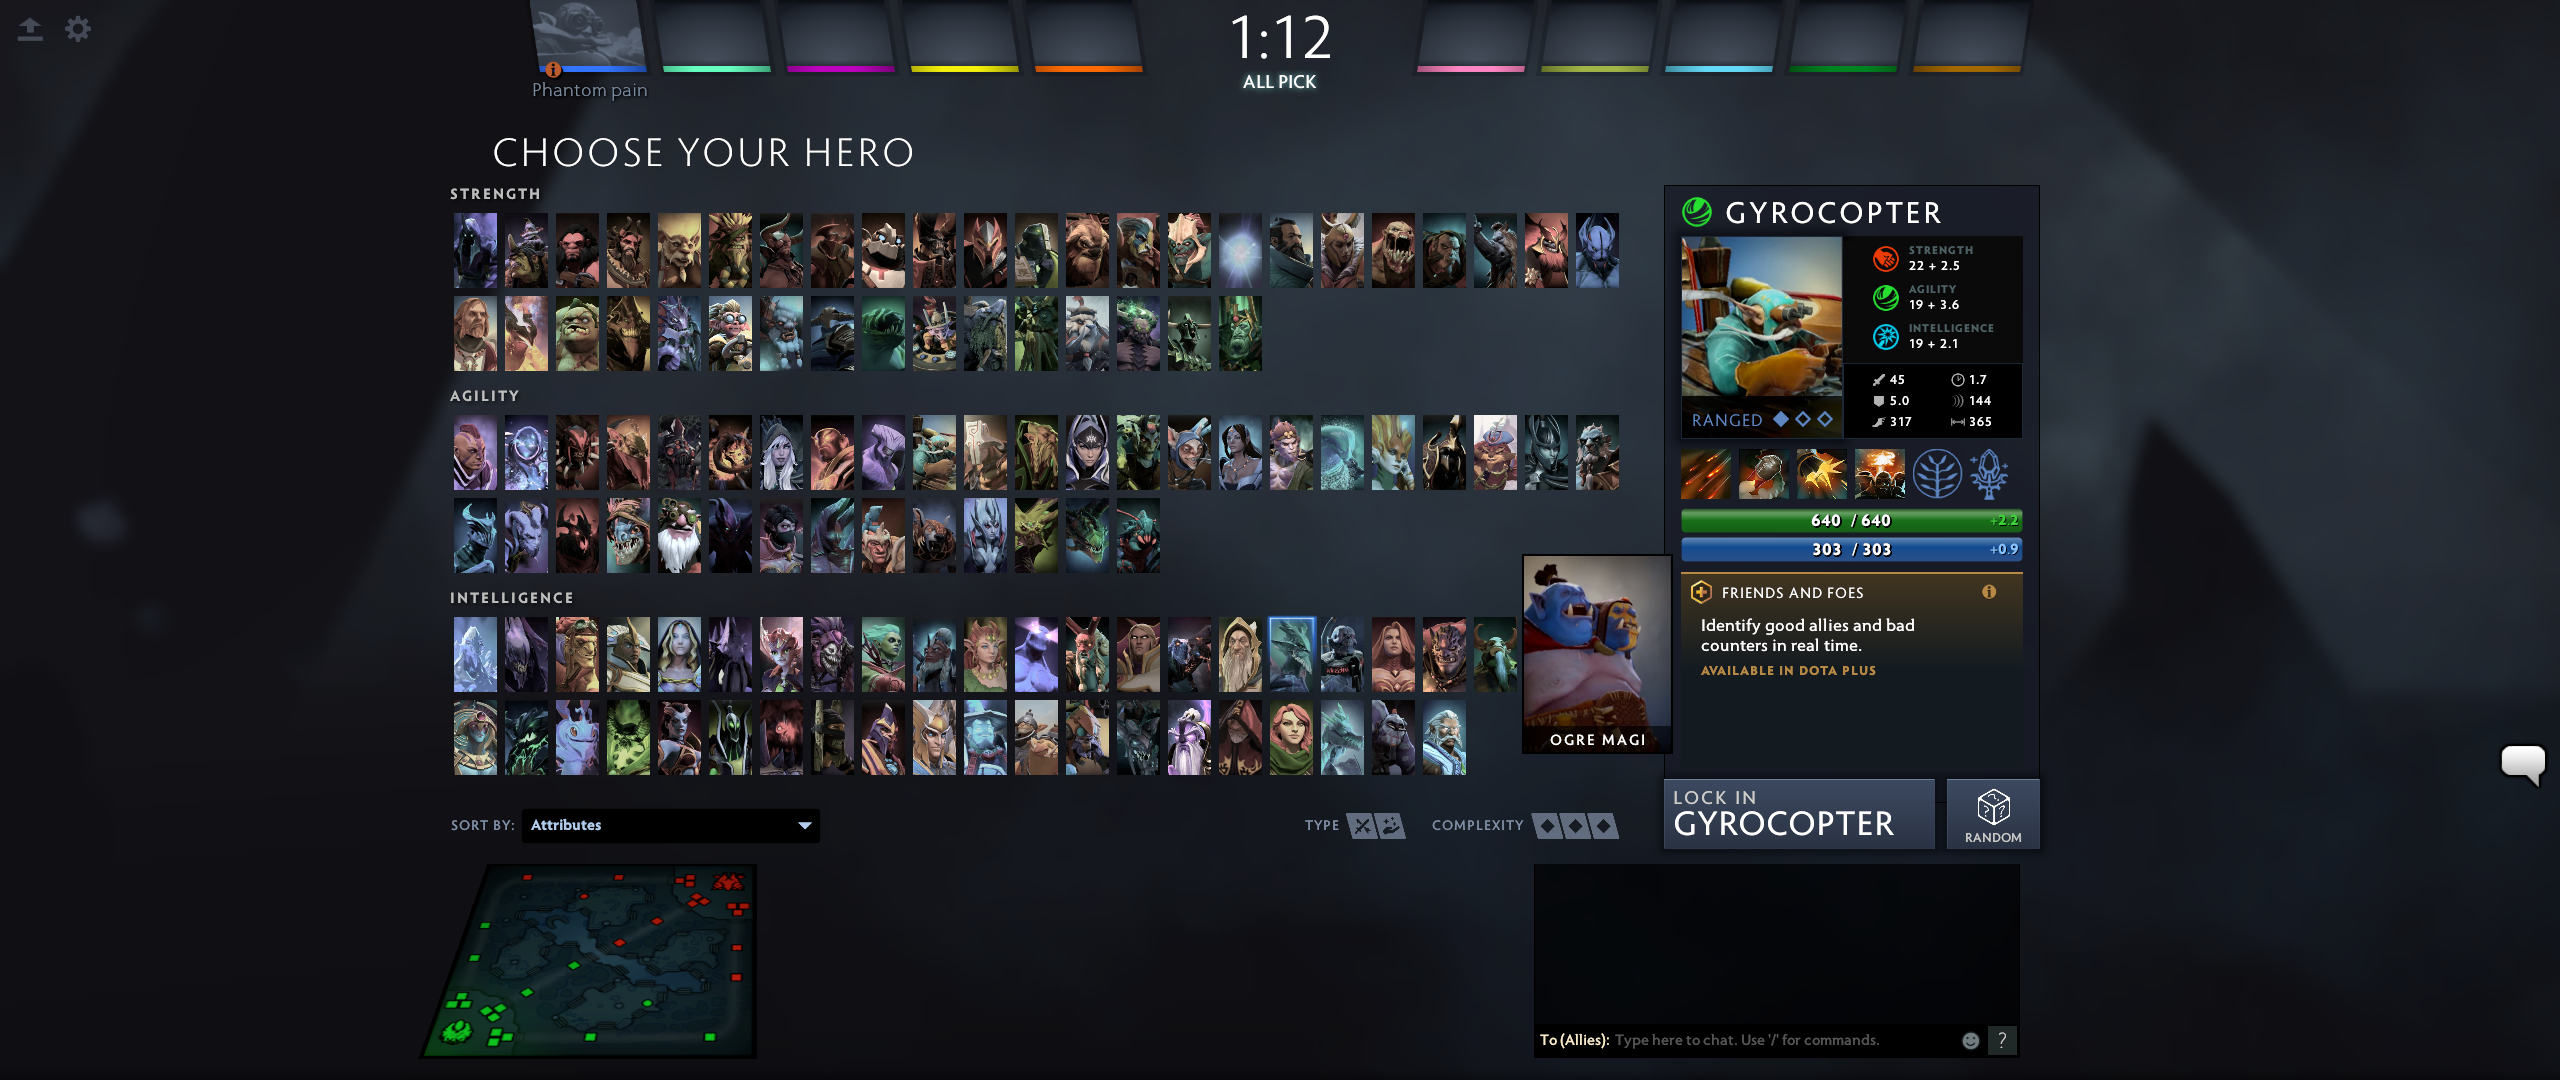 1:12
ALL PICK
Phantom pain
CHOOSE YOUR HERO
STRENGTH
AGILITY
INTELLIGENCE
GYROCOPTER
STRENGTH
22 + 2.5
AGILITY
19 + 3.6
INTELLIGENCE
19 + 2.1
45 1.7
5.0 144
317 365
RANGED
640 / 640 +2.2
303 / 303 +0.9
FRIENDS AND FOES
Identify good allies and bad
counters in real time.
AVAILABLE IN DOTA PLUS
OGRE MAGI
LOCK IN
GYROCOPTER
RANDOM
SORT BY: Attributes
TYPE COMPLEXITY
To (Allies): Type here to chat. Use '/' for commands. ?